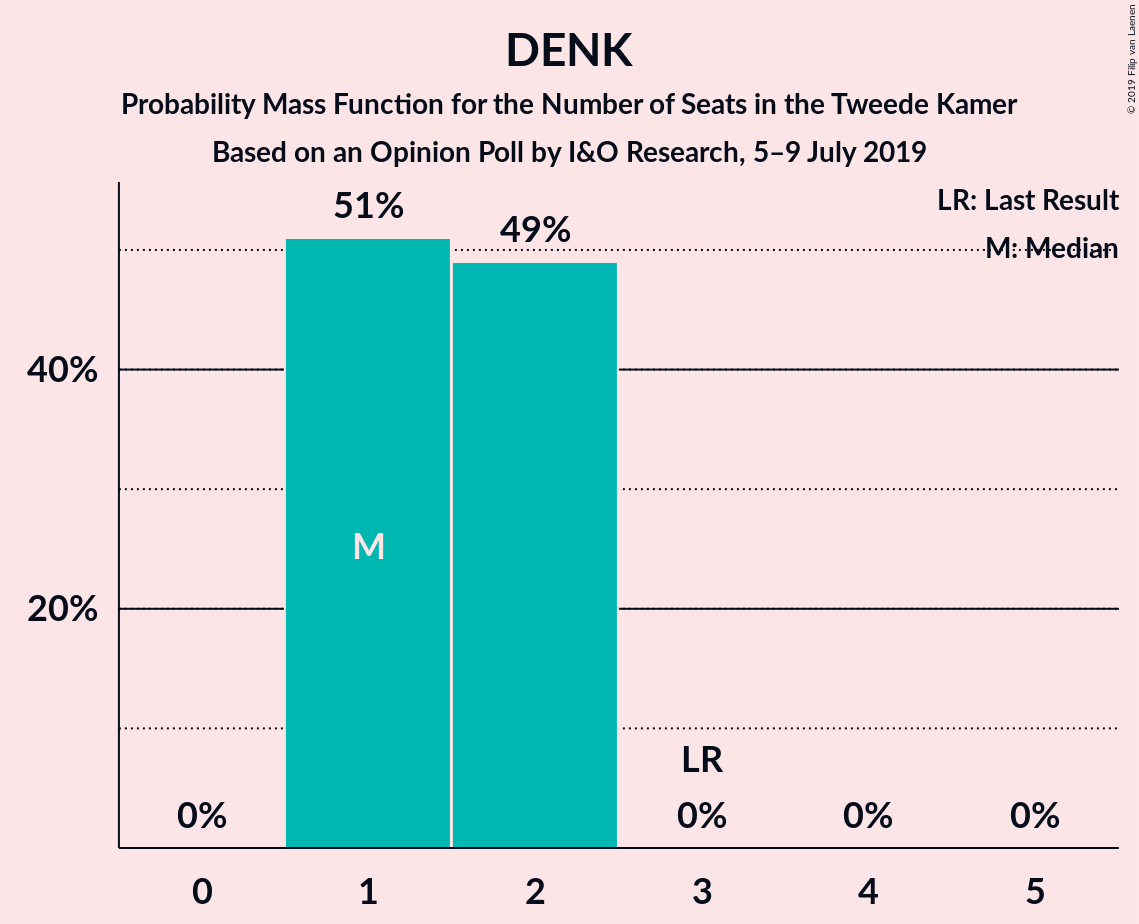 DENK
Probability Mass Function for the Number of Seats in the Tweede Kamer
Based on an Opinion Poll by I&O Research, 5–9 July 2019
© 2019 Filip van Laenen
LR: Last Result
M: Median
51%
49%
40%
M
20%
LR
0%
0%
0%
0%
0
1
2
3
4
5